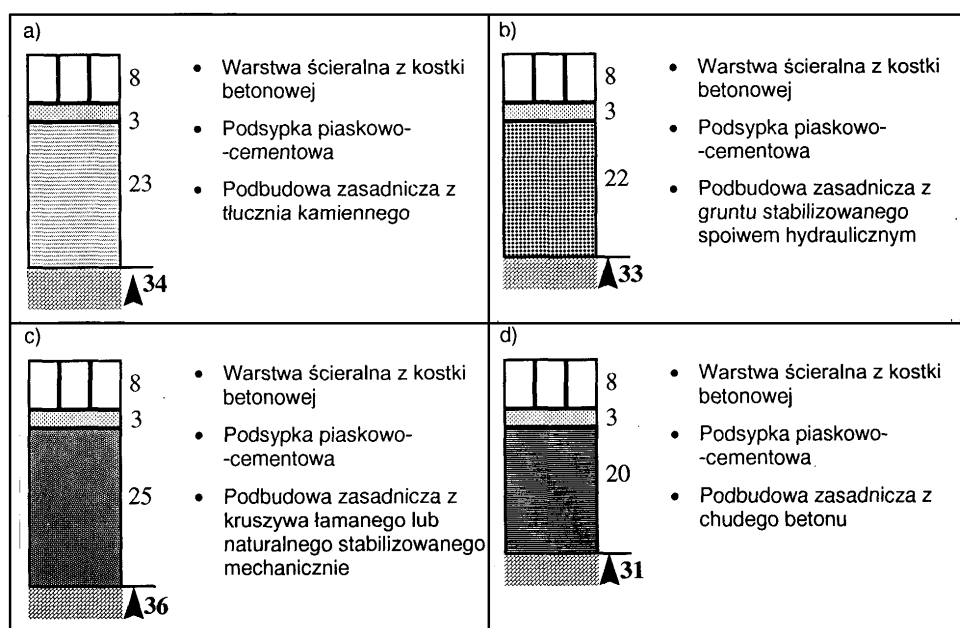 a)
8
3
23
34
• Warstwa ścieralna z kostki
betonowej
• Podsypka piaskowo-
-cementowa
• Podbudowa zasadnicza z
tłucznia kamiennego
b)
8
3
22
33
• Warstwa ścieralna z kostki
betonowej
• Podsypka piaskowo-
-cementowa
• Podbudowa zasadnicza z
gruntu stabilizowanego
spoiwem hydraulicznym
c)
8
3
25
36
• Warstwa ścieralna z kostki
betonowej
• Podsypka piaskowo-
-cementowa
• Podbudowa zasadnicza z
kruszywa łamanego lub
naturalnego stabilizowanego
mechanicznie
d)
8
3
20
31
• Warstwa ścieralna z kostki
betonowej
• Podsypka piaskowo-
-cementowa
• Podbudowa zasadnicza z
chudego betonu